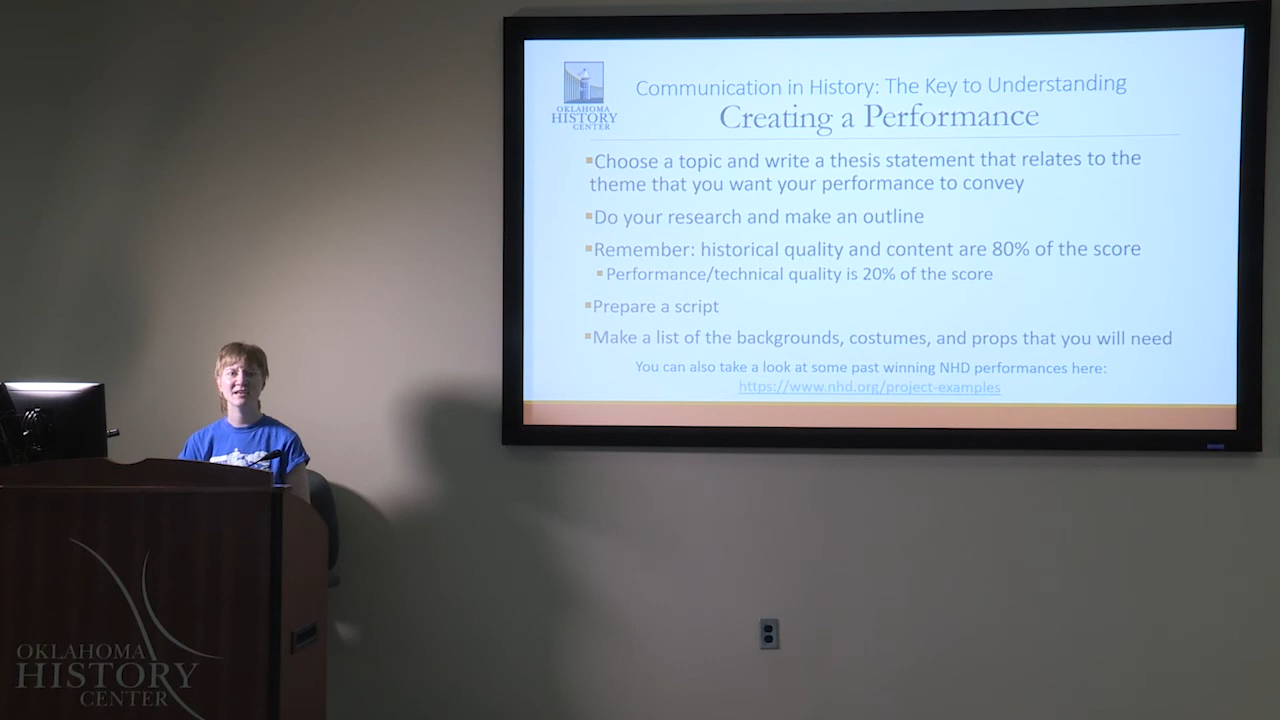 OKLAHOMA
HISTORY
CENTER
Communication in History: The Key to Understanding
Creating a Performance
▪Choose a topic and write a thesis statement that relates to the
theme that you want your performance to convey
▪Do your research and make an outline
▪Remember: historical quality and content are 80% of the score
▪Performance/technical quality is 20% of the score
▪Prepare a script
▪Make a list of the backgrounds, costumes, and props that you will need
You can also take a look at some past winning NHD performances here:
https://www.nhd.org/project-examples
OKLAHOMA
HISTORY
CENTER